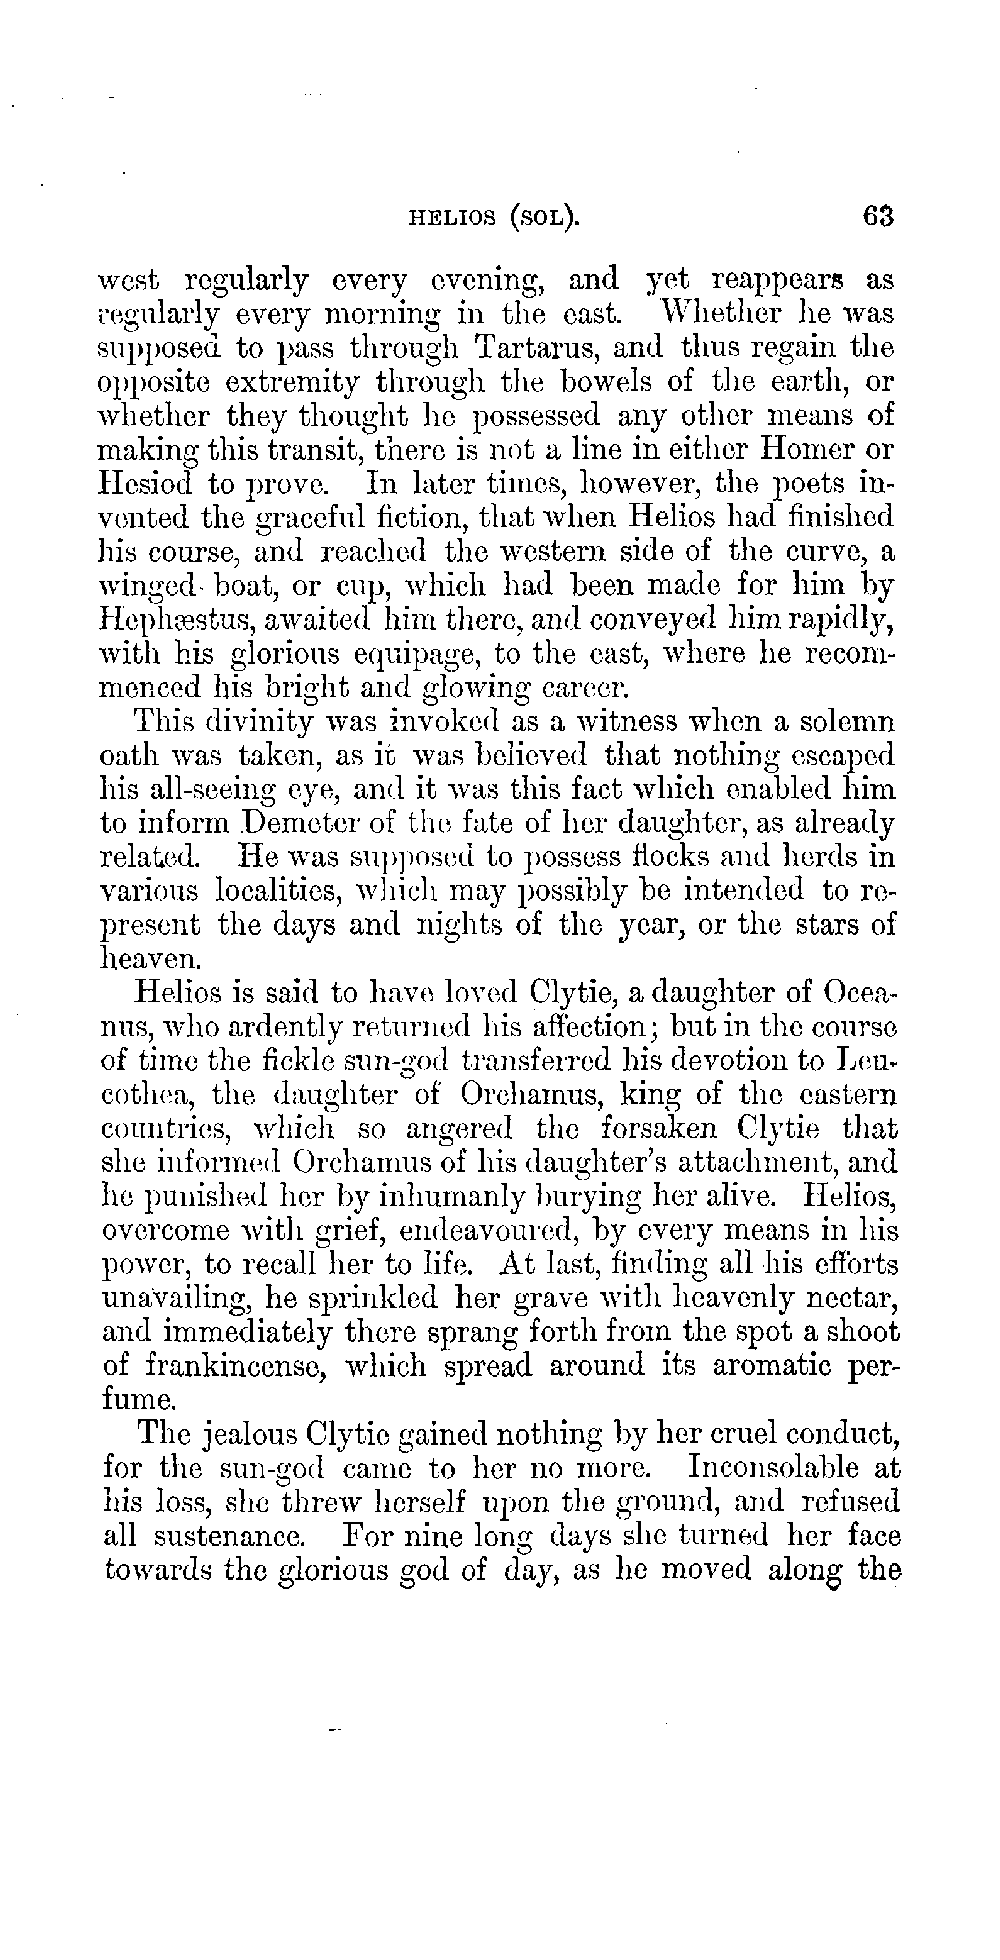 HELIOS (SOL). 63
west regularly every evening, and yet reappears as
regularly every morning in the east. Whether he was
supposed to pass through Tartarus, and thus regain the
opposite extremity through the bowels of the earth, or
whether they thought he possessed any other means of
making this transit, there is not a line in either Homer or
Hesiod to prove. In later times, however, the poets in-
vented the graceful fiction, that when Helios had finished
his course, and reached the western side of the curve, a
winged boat, or cup, which had been made for him by
Hephæstus, awaited him there, and conveyed him rapidly,
with his glorious equipage, to the east, where he recom-
menced his bright and glowing career.
This divinity was invoked as a witness when a solemn
oath was taken, as it was believed that nothing escaped
his all-seeing eye, and it was this fact which enabled him
to inform Demeter of the fate of her daughter, as already
related. He was supposed to possess flocks and herds in
various localities, which may possibly be intended to re-
present the days and nights of the year, or the stars of
heaven.
Helios is said to have loved Clytie, a daughter of Ocea-
nus, who ardently returned his affection; but in the course
of time the fickle sun-god transferred his devotion to Leu-
cothea, the daughter of Orchamus, king of the eastern
countries, which so angered the forsaken Clytie that
she informed Orchamus of his daughter's attachment, and
he punished her by inhumanly burying her alive. Helios,
overcome with grief, endeavoured, by every means in his
power, to recall her to life. At last, finding all his efforts
unavailing, he sprinkled her grave with heavenly nectar,
and immediately there sprang forth from the spot a shoot
of frankincense, which spread around its aromatic per-
fume.
The jealous Clytie gained nothing by her cruel conduct,
for the sun-god came to her no more. Inconsolable at
his loss, she threw herself upon the ground, and refused
all sustenance. For nine long days she turned her face
towards the glorious god of day, as he moved along the